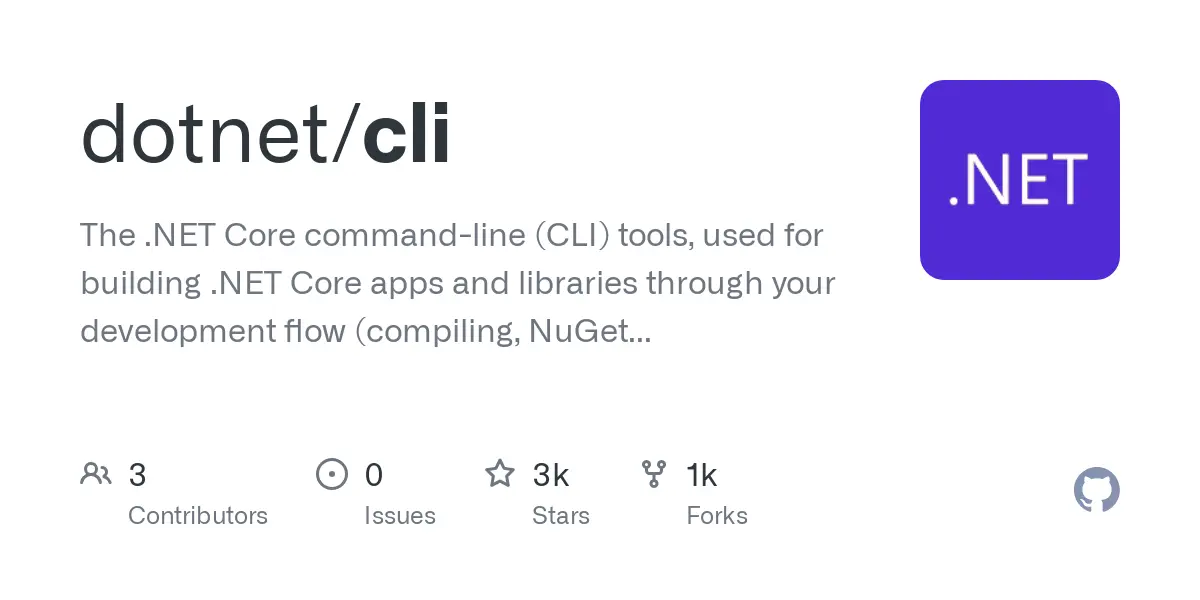 dotnet/cli
.NET
The .NET Core command-line (CLI) tools, used for
building .NET Core apps and libraries through your
development flow (compiling, NuGet...
3
Contributors
0
Issues
3k
Stars
1k
Forks